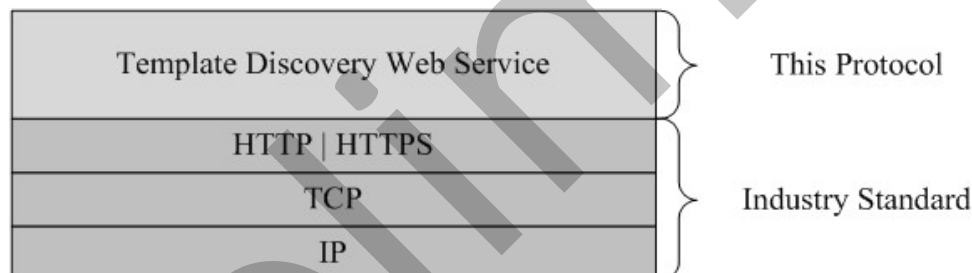 Template Discovery Web Service
This Protocol
HTTP | HTTPS
TCP
Industry Standard
IP